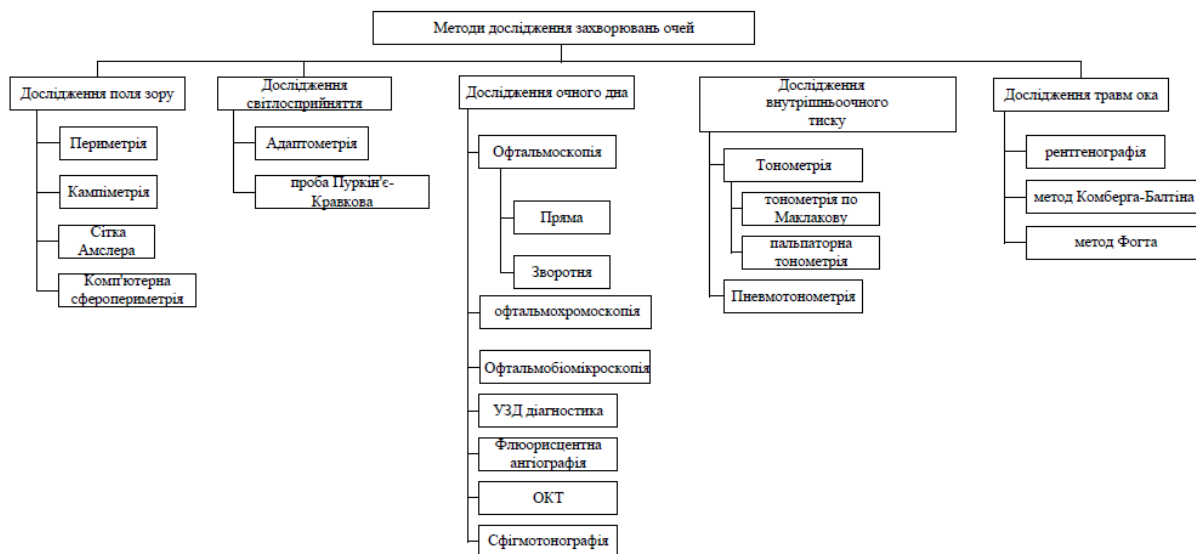 Методи дослідження захворювань очей
Дослідження поля зору
Периметрія
Кампіметрія
Сітка
Амслера
Комп'ютерна
сферопериметрія
Дослідження
світлосприйняття
Адаптометрія
проба Пуркін'є-
Кравкова
Дослідження очного дна
Офтальмоскопія
Пряма
Зворотня
офтальмохромоскопія
Офтальмобіомікроскопія
УЗД діагностика
Флюорисцентна
ангіографія
ОКТ
Сфігмотонографія
Дослідження
внутрішньоочного
тиску
Тонометрія
тонометрія по
Маклакову
пальпаторна
тонометрія
Пневмотонометрія
Дослідження травм ока
рентгенографія
метод Комберга-Балтіна
метод Фогта